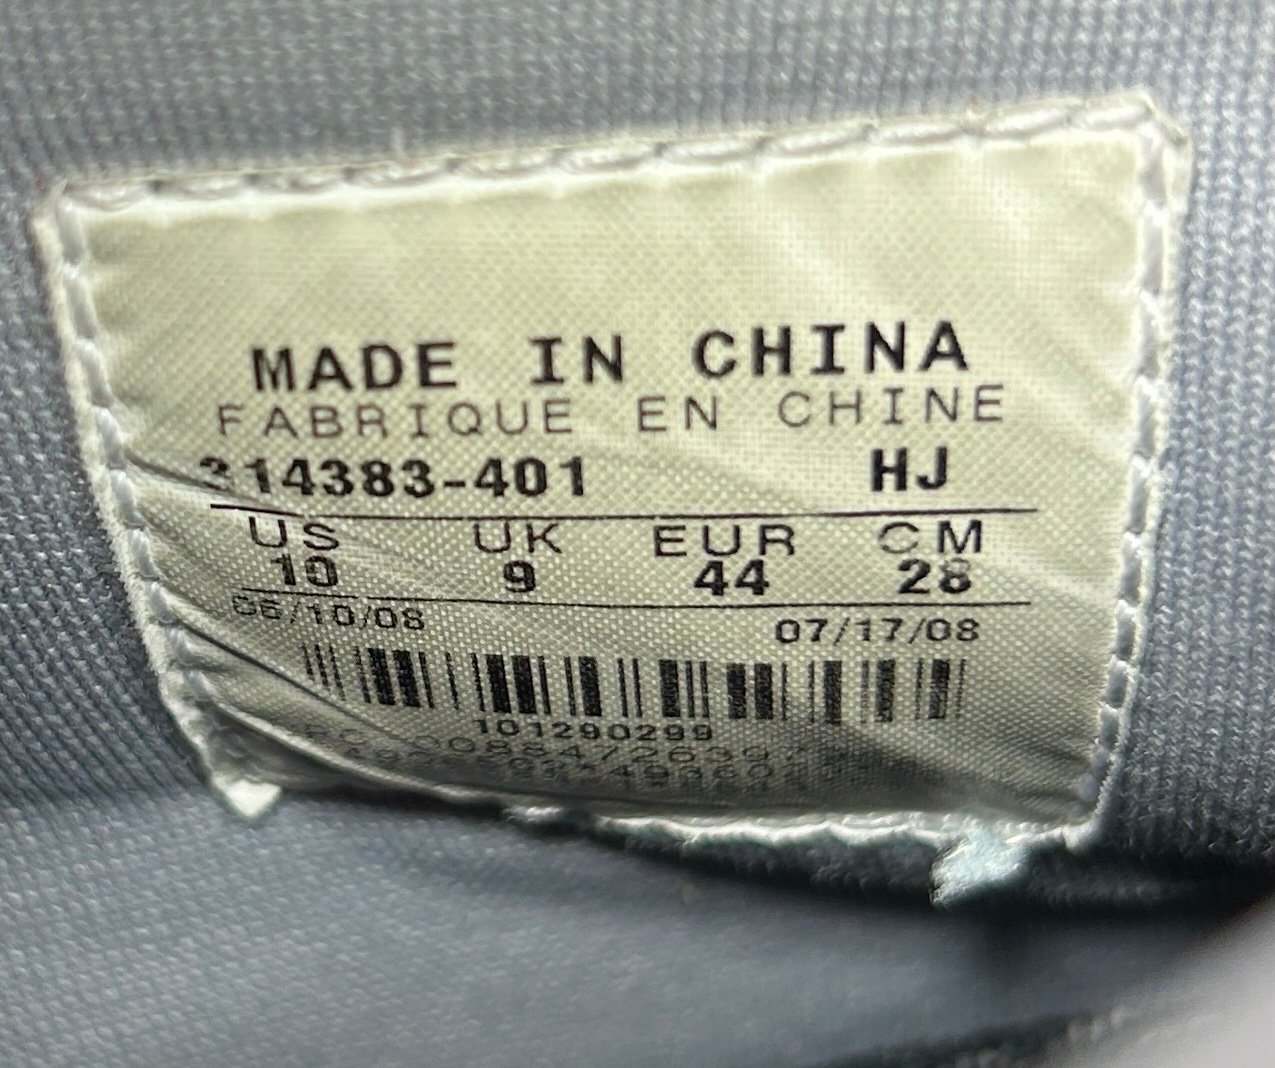 MADE IN CHINA
FABRIQUE EN CHINE
314383-401 HJ
US UK EUR CM
10 9 44 28
06/10/08 07/17/08
101290299